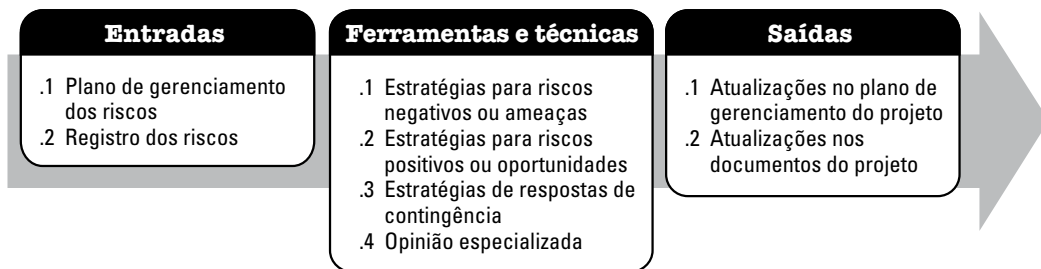 Entradas
.1 Plano de gerenciamento
dos riscos
.2 Registro dos riscos
Ferramentas e técnicas
.1 Estratégias para riscos
negativos ou ameaças
.2 Estratégias para riscos
positivos ou oportunidades
.3 Estratégias de respostas de
contingência
.4 Opinião especializada
Saídas
.1 Atualizações no plano de
gerenciamento do projeto
.2 Atualizações nos
documentos do projeto